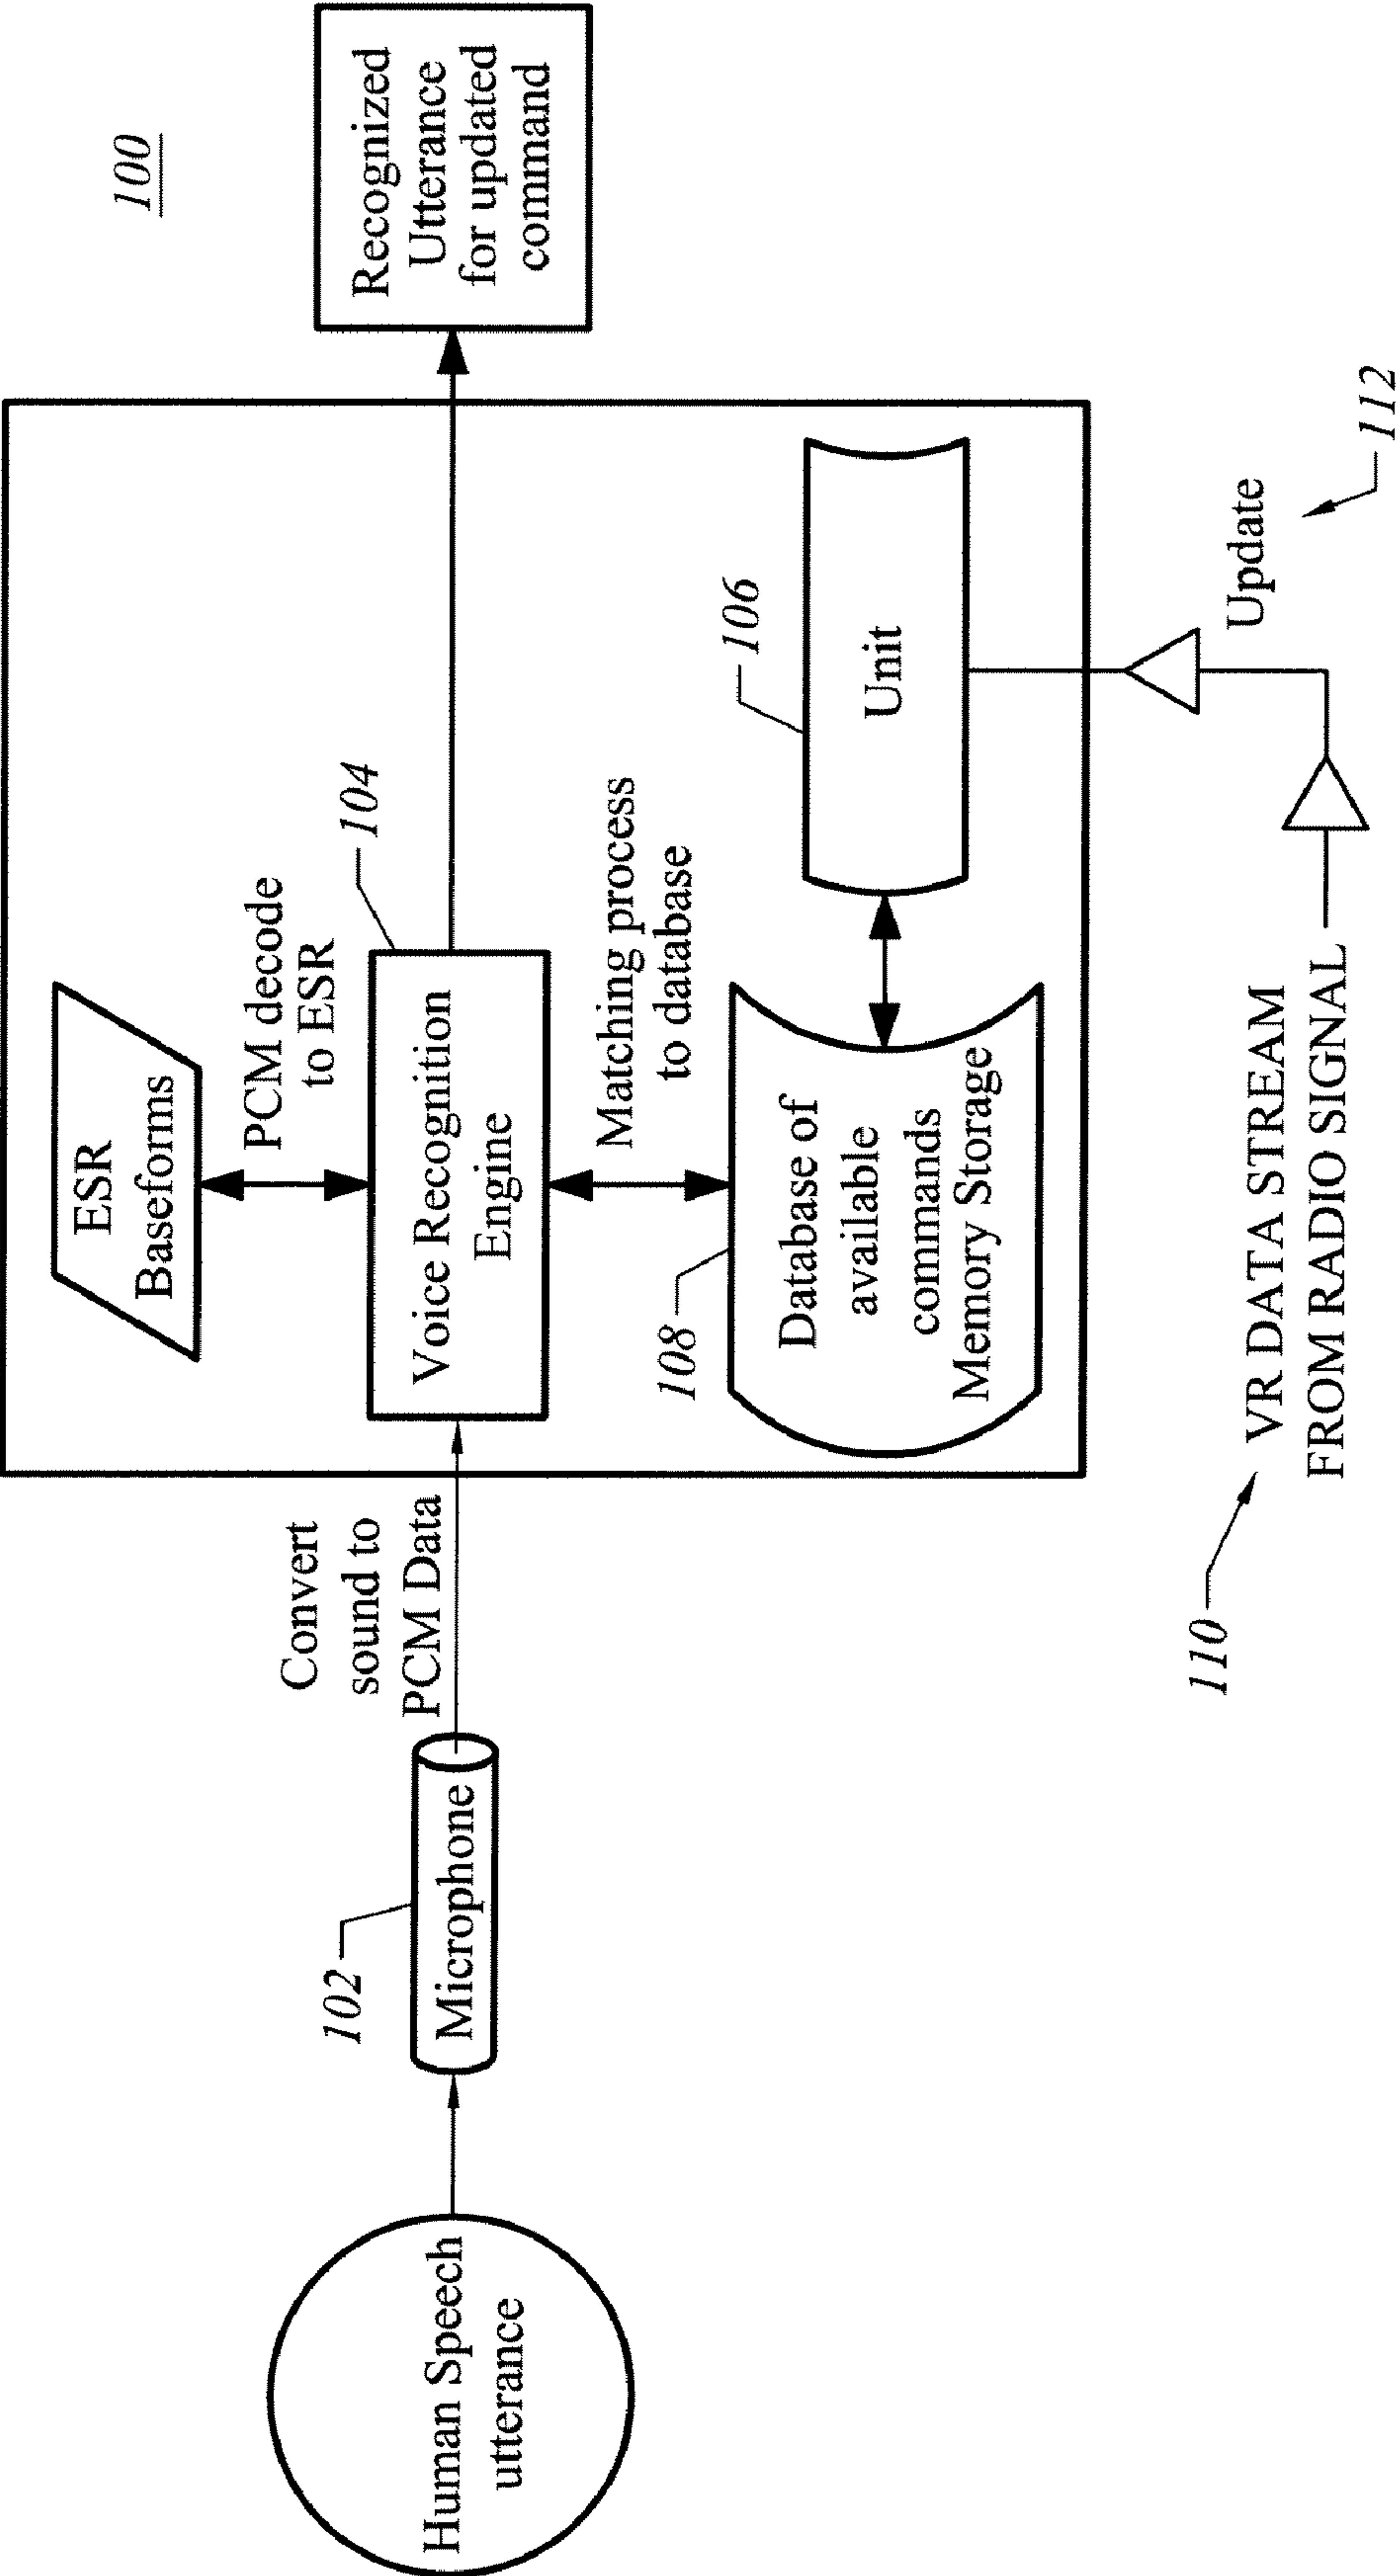 100
Human Speech
utterance
102
Microphone
Convert
sound to
PCM Data
ESR
Baseforms
PCM decode
to ESR
104
Voice Recognition
Engine
Matching process
to database
108
Database of
available
commands
Memory Storage
106
Unit
Recognized
Utterance
for updated
command
110
VR DATA STREAM
FROM RADIO SIGNAL
Update
112